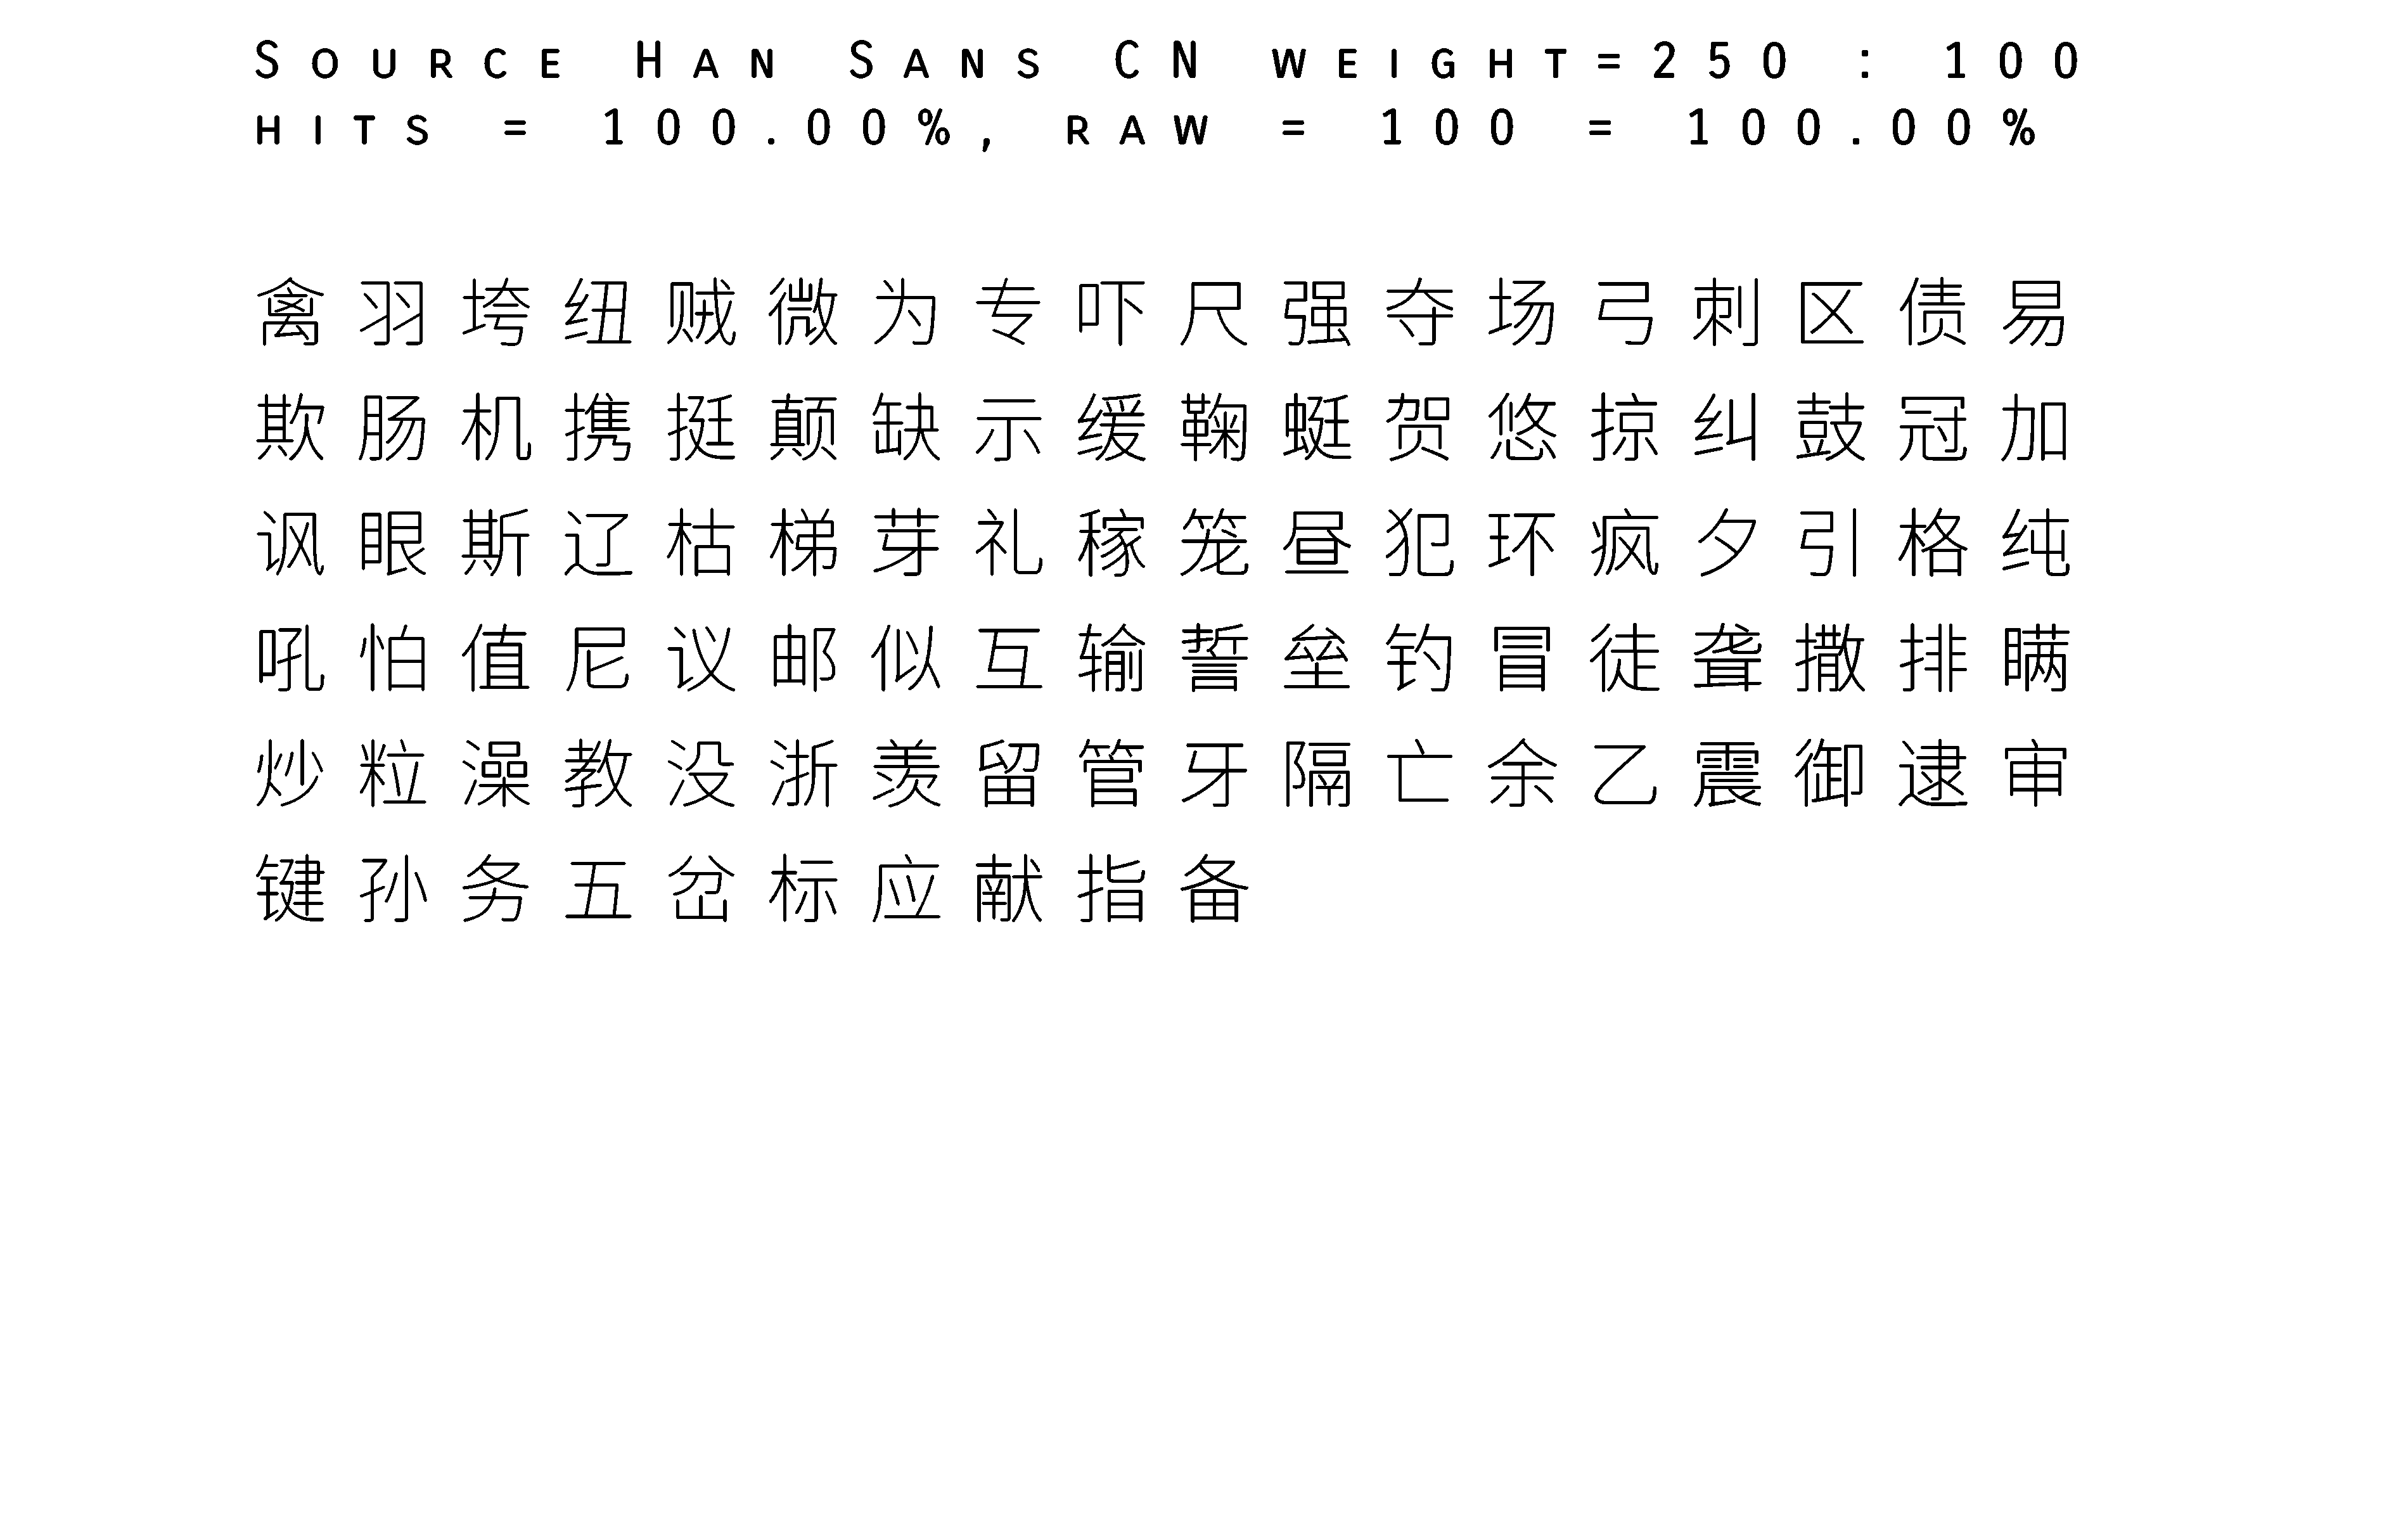 Source Han Sans CN weight=250 : 100
hits = 100.00%, raw = 100 = 100.00%
禽羽垮纽贼微为专吓尺强夺场弓刺区债易
欺肠机携挺颠缺示缓鞠蜓贺悠掠纠鼓冠加
讽眼斯辽枯梯芽礼稼笼昼犯环疯夕引格纯
吼怕值尼议邮似互输誓垒钓冒徒聋撒排瞒
炒粒澡教没浙羡留管牙隔亡余乙震御逮审
键孙务五岔标应献指备